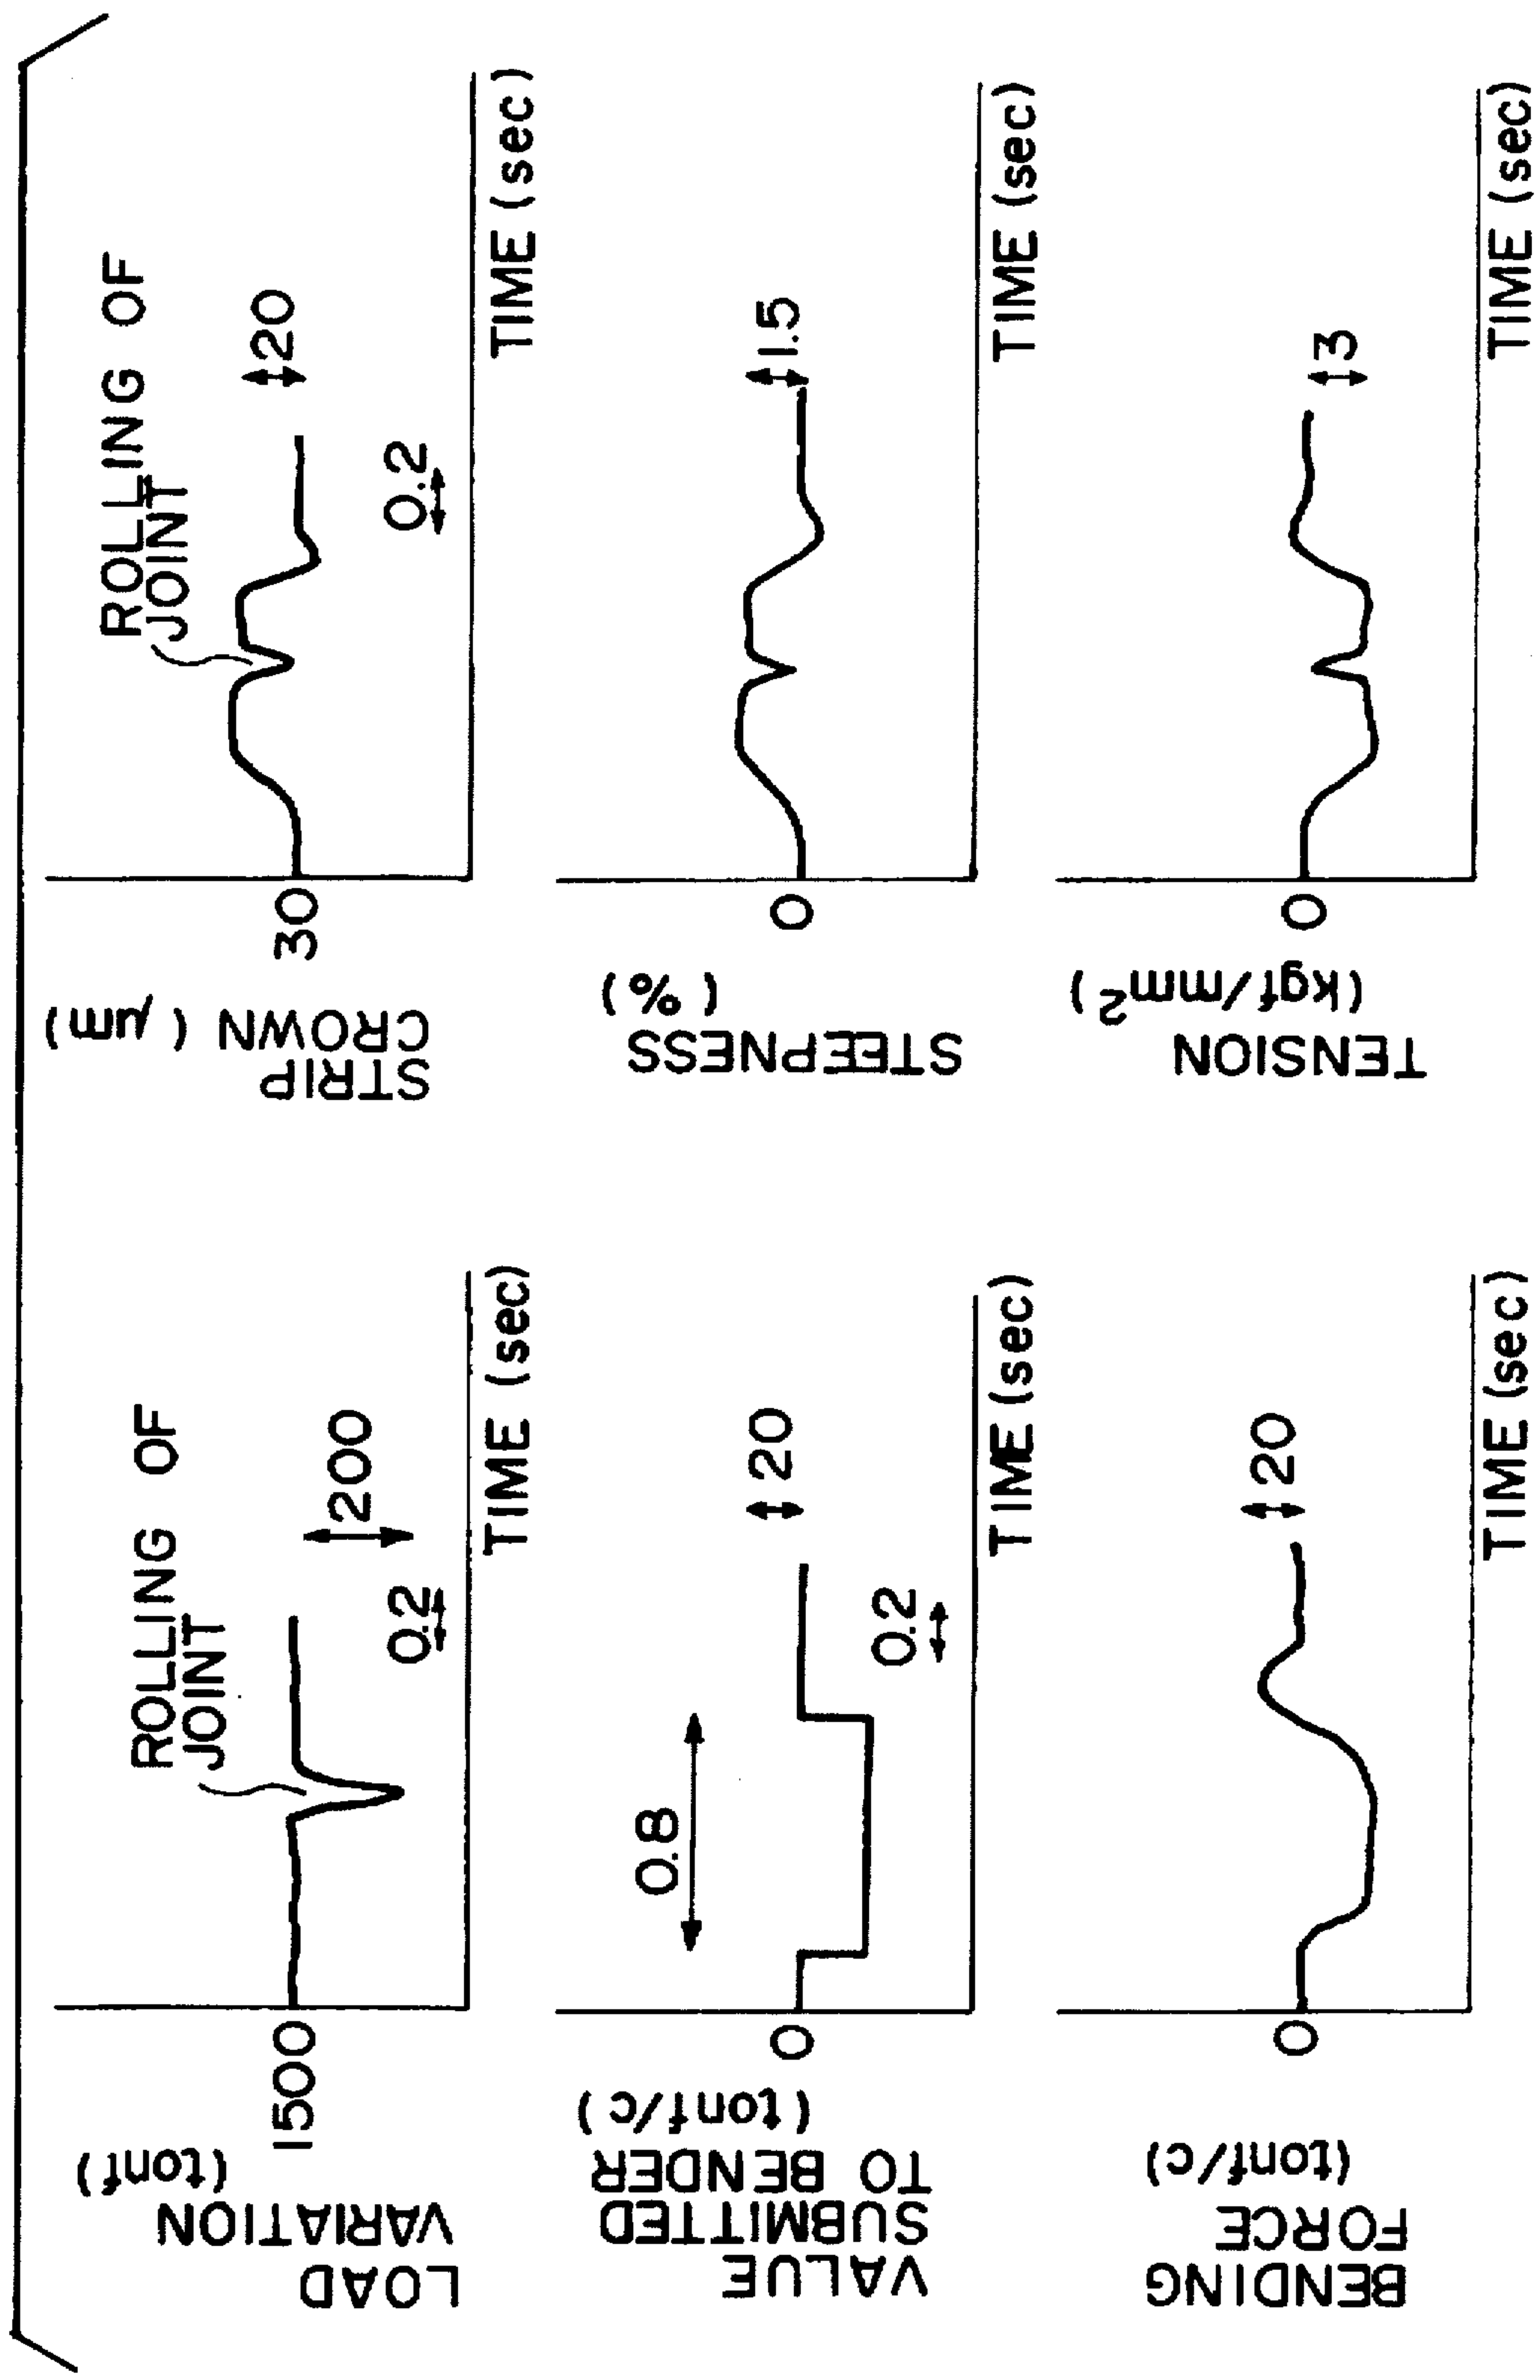 ROLLING OF
JOINT
200
0.2
1500
LOAD
VARIATION
(tonf)
TIME (sec)
0.8
20
0.2
0
VALUE
SUBMITTED
TO BENDER
(tonf/c)
TIME (sec)
20
0
BENDING
FORCE
(tonf/c)
TIME (sec)
ROLLING OF
JOINT
20
0.2
30
STRIP
CROWN (μm)
TIME (sec)
1.5
0
STEEPNESS
(%)
TIME (sec)
3
0
TENSION
(kgf/mm²)
TIME (sec)